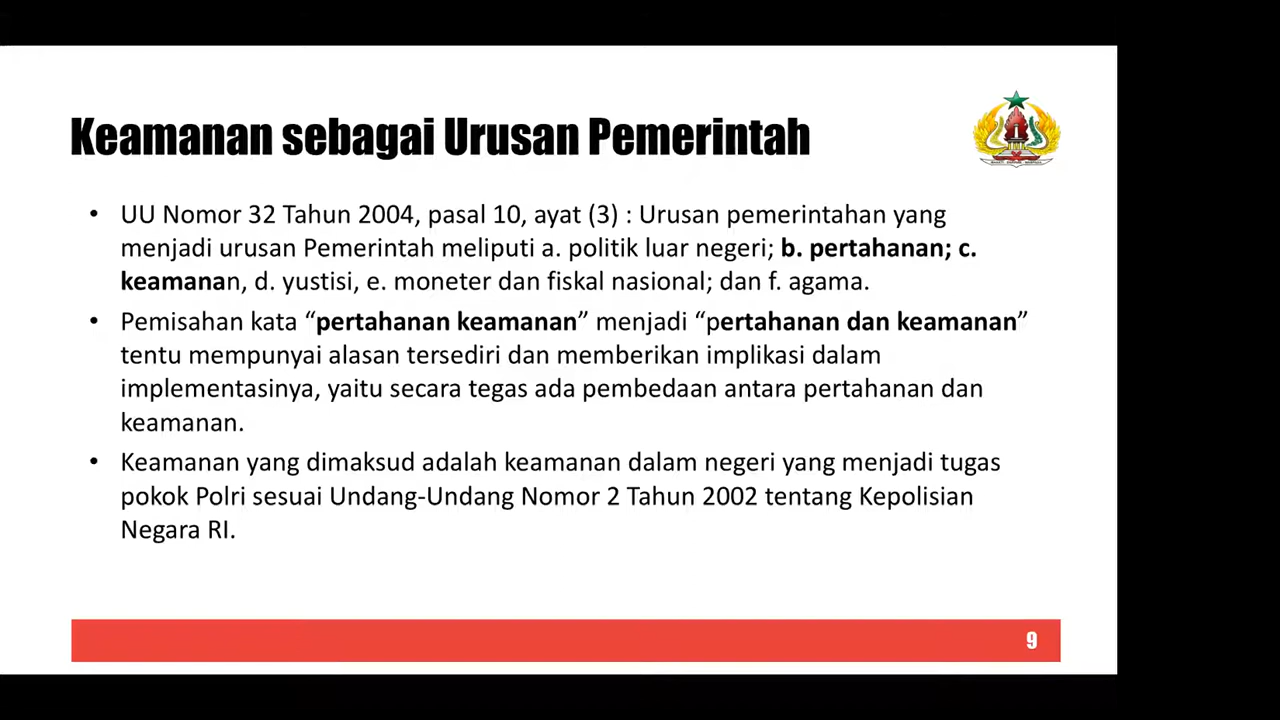 Keamanan sebagai Urusan Pemerintah
• UU Nomor 32 Tahun 2004, pasal 10, ayat (3) : Urusan pemerintahan yang
menjadi urusan Pemerintah meliputi a. politik luar negeri; b. pertahanan; c.
keamanan, d. yustisi, e. moneter dan fiskal nasional; dan f. agama.
• Pemisahan kata “pertahanan keamanan” menjadi “pertahanan dan keamanan”
tentu mempunyai alasan tersediri dan memberikan implikasi dalam
implementasinya, yaitu secara tegas ada pembedaan antara pertahanan dan
keamanan.
• Keamanan yang dimaksud adalah keamanan dalam negeri yang menjadi tugas
pokok Polri sesuai Undang-Undang Nomor 2 Tahun 2002 tentang Kepolisian
Negara RI.
9